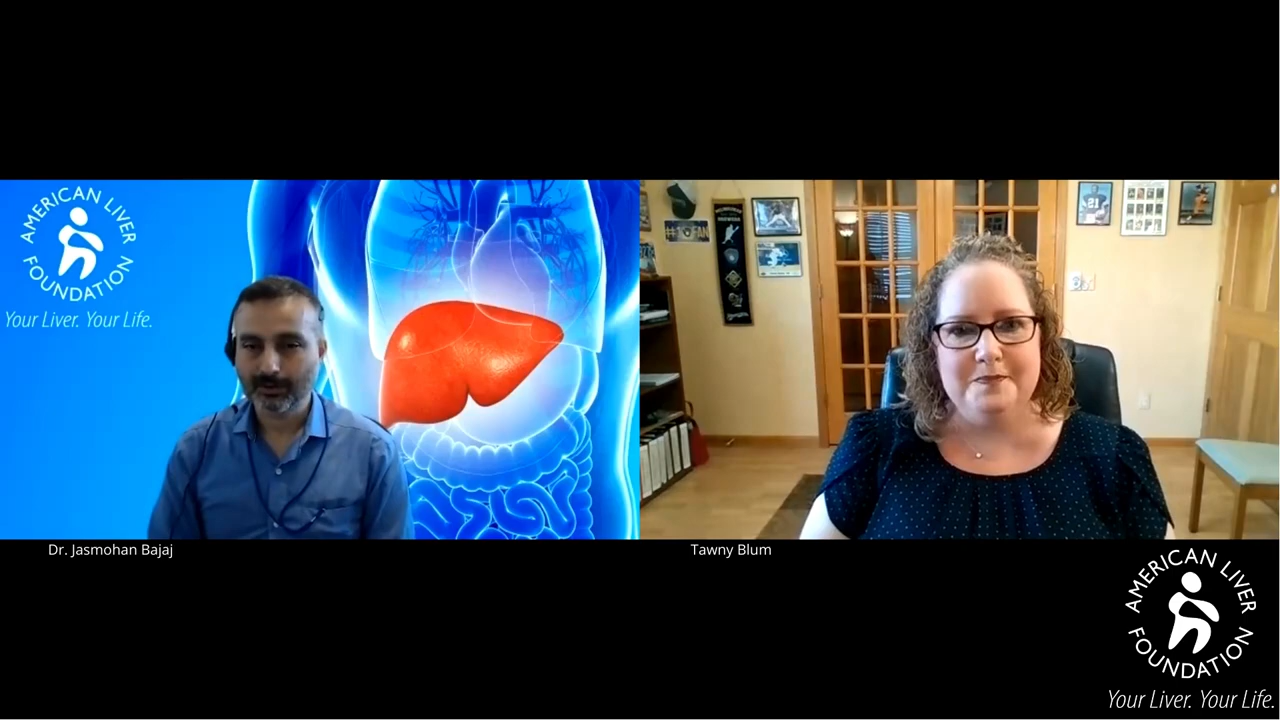 AMERICAN LIVER
FOUNDATION
Your Liver. Your Life.
21
Dr. Jasmohan Bajaj
Tawny Blum
AMERICAN LIVER
FOUNDATION
Your Liver. Your Life.